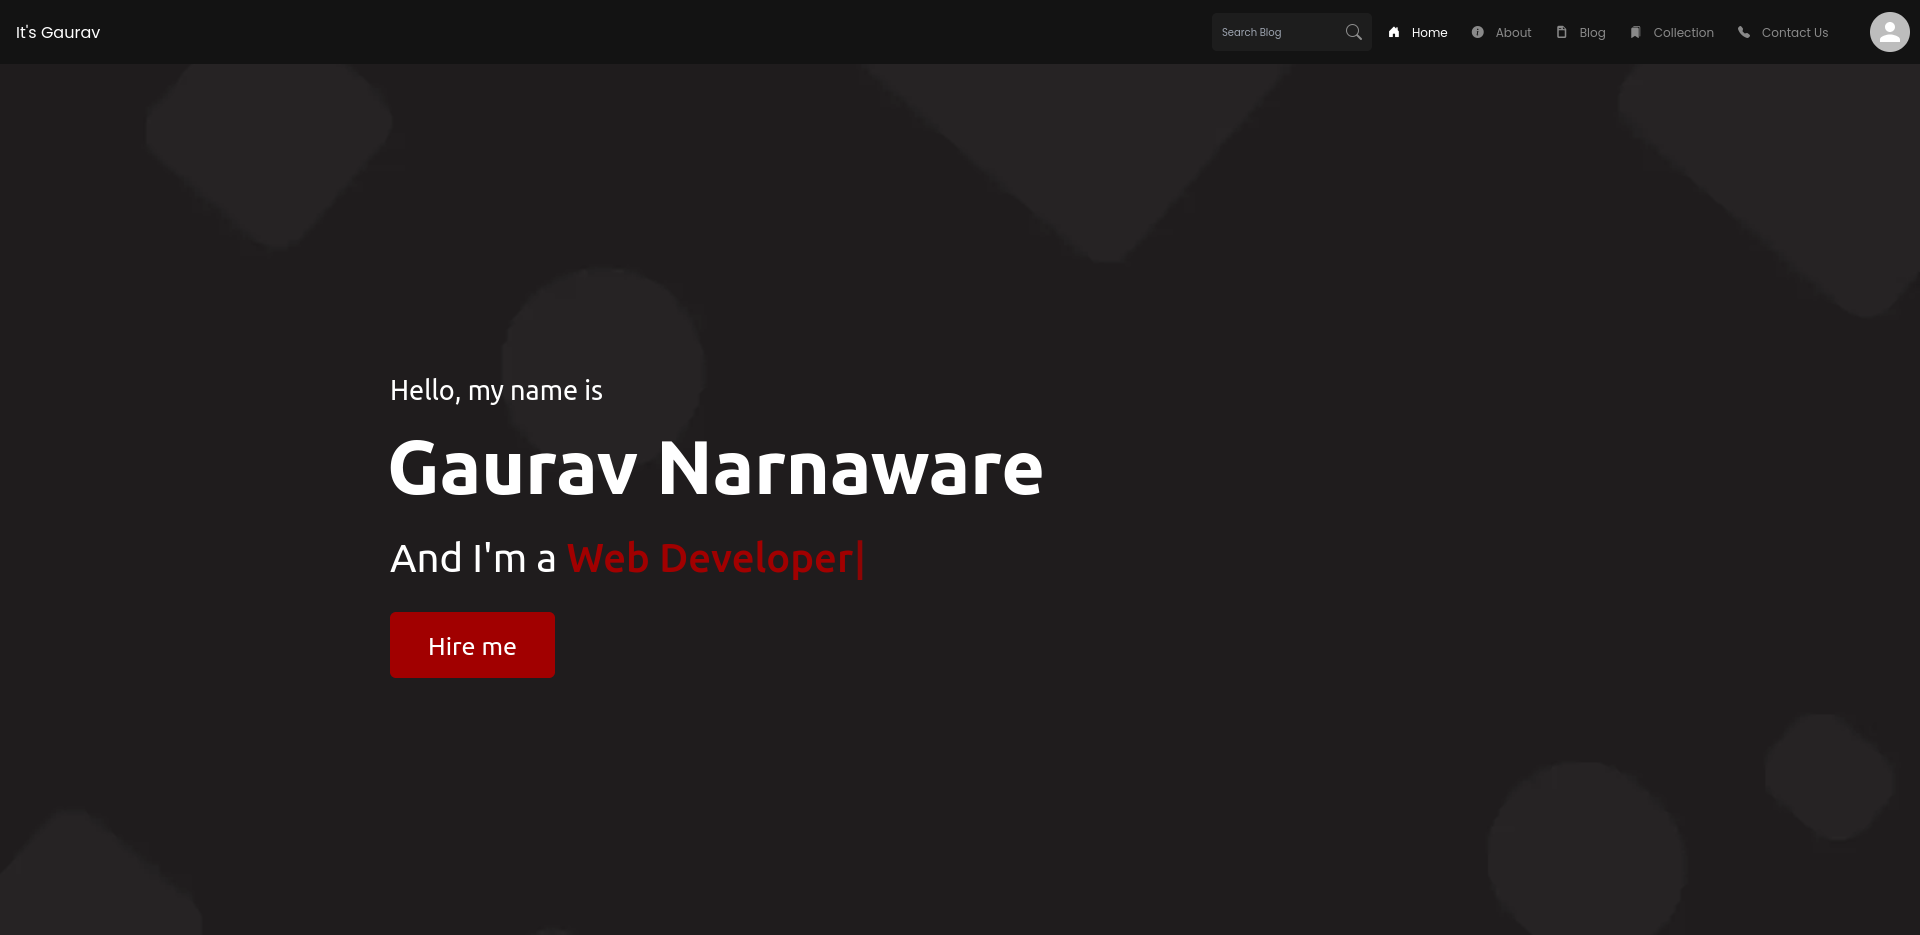 It's Gaurav
Search Blog
Home
About
Blog
Collection
Contact Us
Hello, my name is
Gaurav Narnaware
And I'm a Web Developer|
Hire me